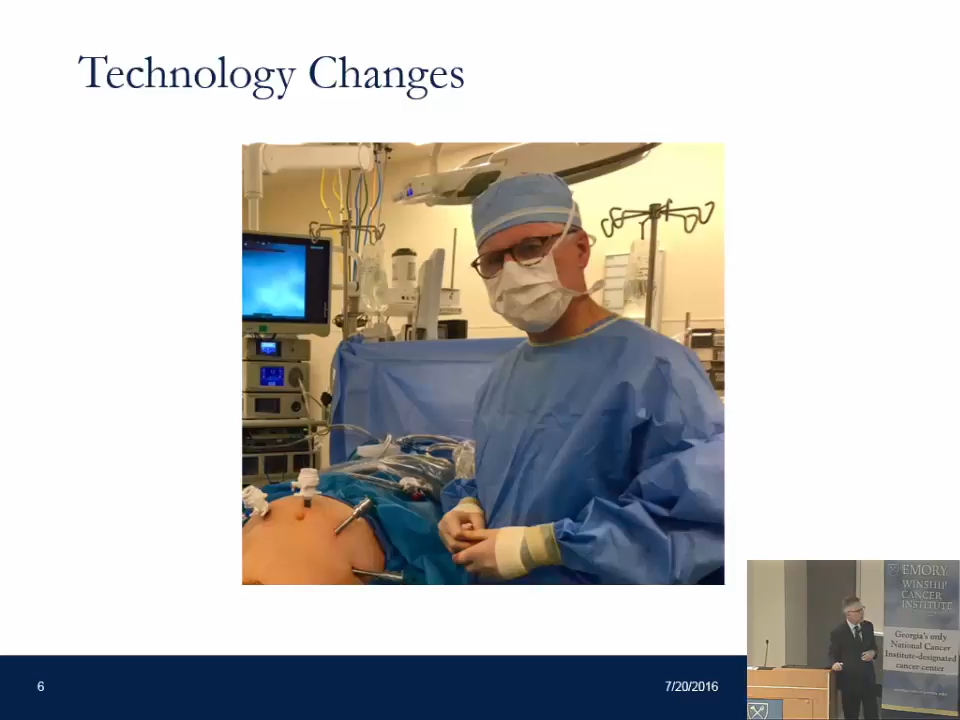 Technology Changes
EMORY
WINSHIP
CANCER
INSTITUTE
Georgia's only
National Cancer
Institute-designated
cancer center
6
7/20/2016